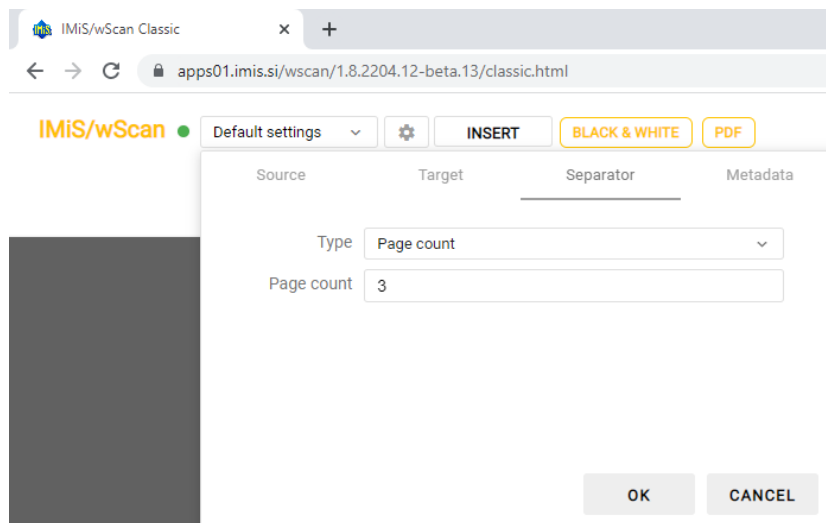 IMiS/wScan Classic
apps01.imis.si/wscan/1.8.2204.12-beta.13/classic.html
IMiS/wScan Default settings INSERT BLACK & WHITE PDF
Source Target Separator Metadata
Type Page count
Page count 3
OK CANCEL